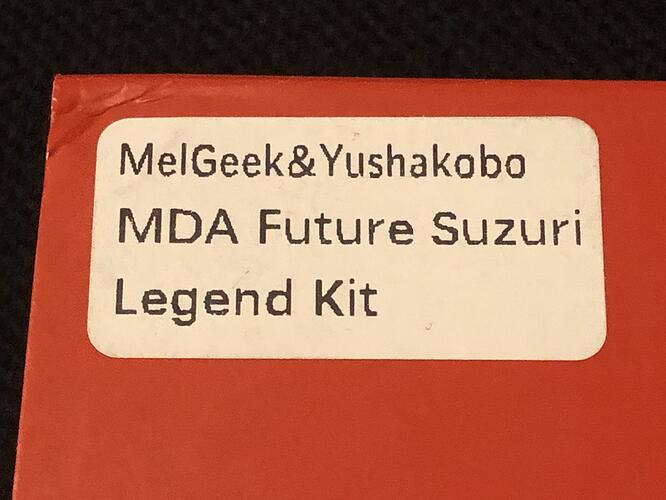 MelGeek&Yushakobo
MDA Future Suzuri
Legend Kit